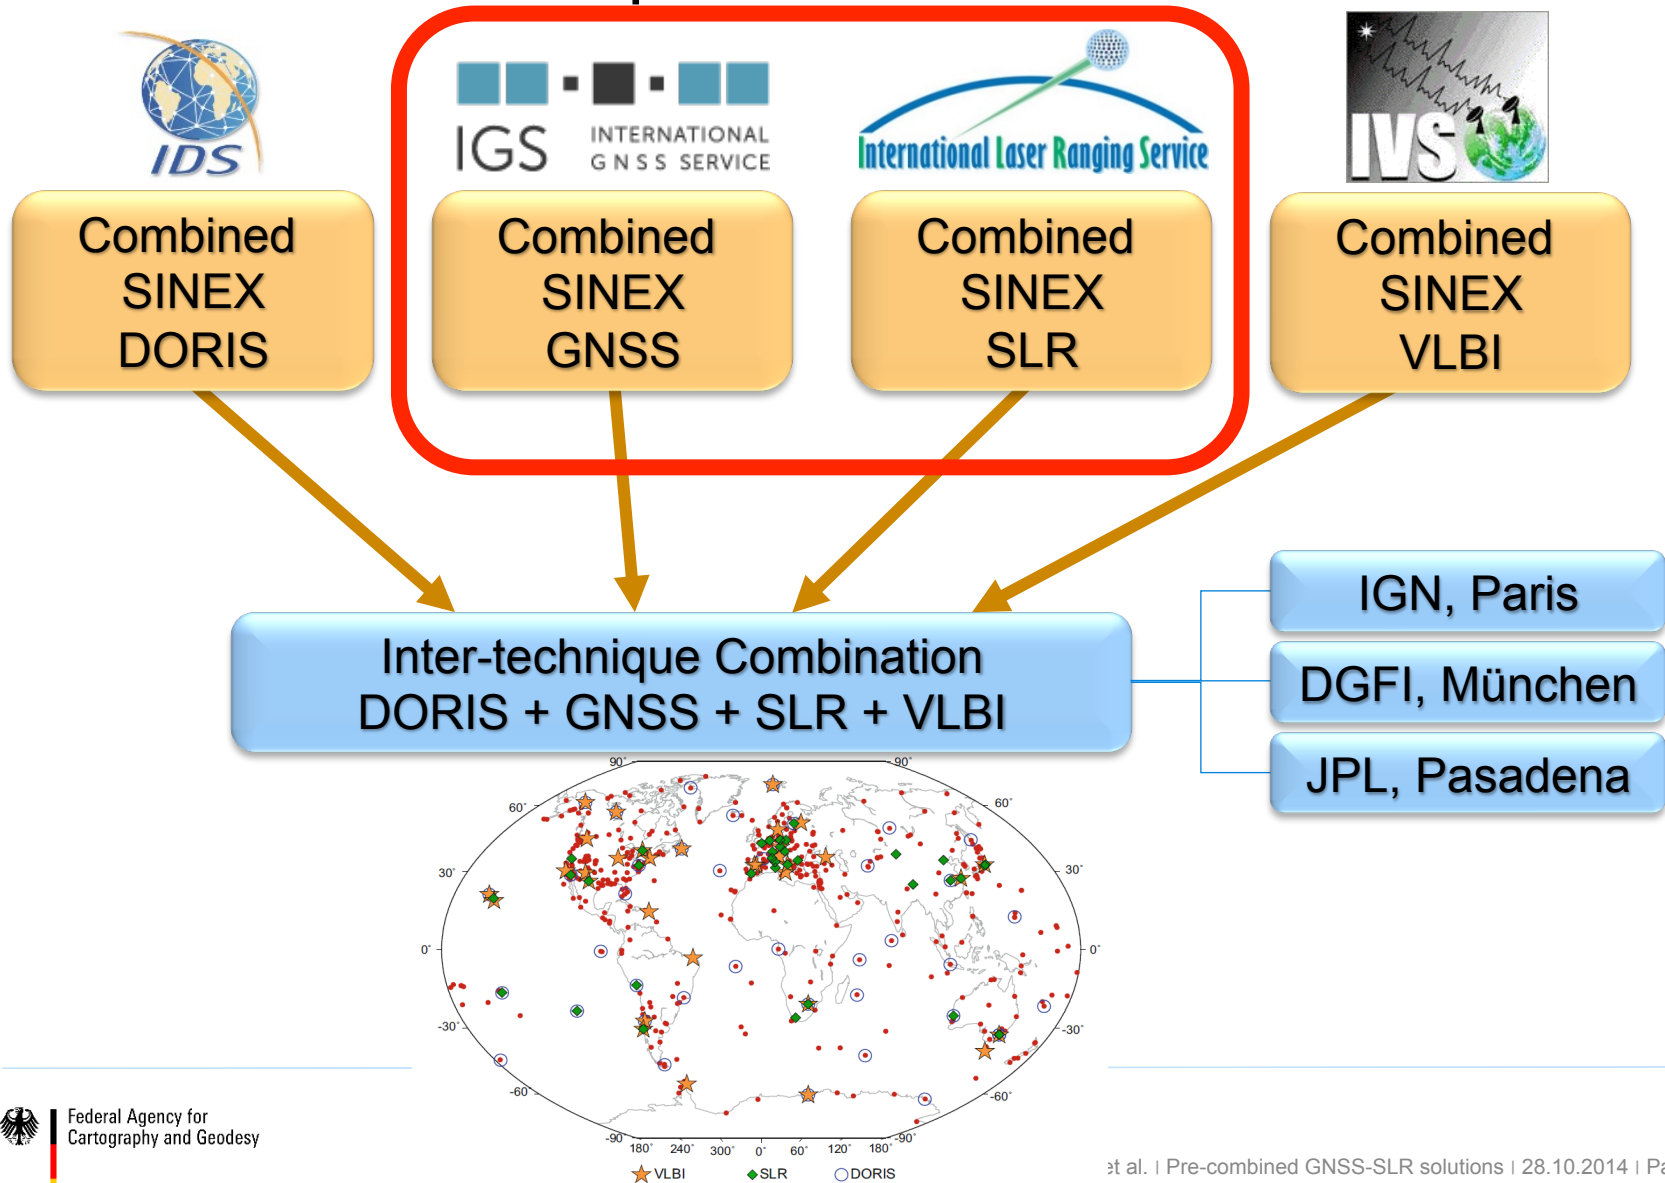 IDS
IGS
INTERNATIONAL
GNSS SERVICE
International Laser Ranging Service
IVS
Combined
SINEX
DORIS
Combined
SINEX
GNSS
Combined
SINEX
SLR
Combined
SINEX
VLBI
Inter-technique Combination
DORIS + GNSS + SLR + VLBI
IGN, Paris
DGFI, München
JPL, Pasadena
90°
90°
60°
60°
30°
30°
0°
0°
-30°
-30°
-60°
-60°
-90°
-90°
180° 240° 300° 0° 60° 120° 180°
VLBI SLR DORIS
Federal Agency for
Cartography and Geodesy
et al. | Pre-combined GNSS-SLR solutions | 28.10.2014 |